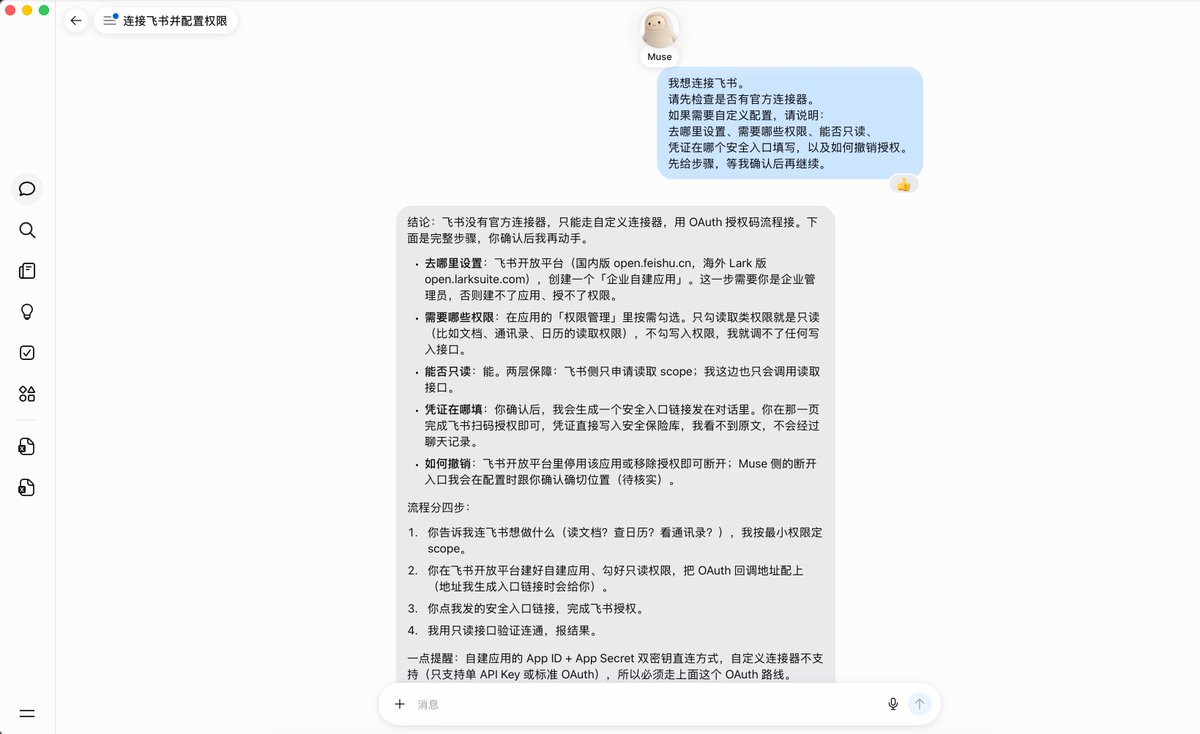 连接飞书并配置权限
Muse
我想连接飞书。
请先检查是否有官方连接器。
如果需要自定义配置，请说明：
去哪里设置、需要哪些权限、能否只读、
凭证在哪个安全入口填写，以及如何撤销授权。
先给步骤，等我确认后再继续。
结论：飞书没有官方连接器，只能走自定义连接器，用 OAuth 授权码流程接。下
面是完整步骤，你确认后我再动手。
• 去哪里设置：飞书开放平台（国内版 open.feishu.cn，海外 Lark 版
open.larksuite.com），创建一个「企业自建应用」。这一步需要你是企业管
理员，否则建不了应用、授不了权限。
• 需要哪些权限：在应用的「权限管理」里按需勾选。只勾读取类权限就是只读
（比如文档、通讯录、日历的读取权限），不勾写入权限，我就调不了任何写
入接口。
• 能否只读：能。两层保障：飞书侧只申请读取 scope；我这边也只会调用读取
接口。
• 凭证在哪填：你确认后，我会生成一个安全入口链接发在对话里。你在那一页
完成飞书扫码授权即可，凭证直接写入安全保险库，我看不到原文，不会经过
聊天记录。
• 如何撤销：飞书开放平台里停用该应用或移除授权即可断开；Muse 侧的断开
入口我会在配置时跟你确认确切位置（待核实）。
流程分四步：
1. 你告诉我连飞书想做什么（读文档？查日历？看通讯录？），我按最小权限定
scope。
2. 你在飞书开放平台建好自建应用、勾好只读权限，把 OAuth 回调地址配上
（地址我生成入口链接时会给你）。
3. 你点我发的安全入口链接，完成飞书授权。
4. 我用只读接口验证连通，报结果。
一点提醒：自建应用的 App ID + App Secret 双密钥直连方式，自定义连接器不支
持（只支持单 API Key 或标准 OAuth），所以必须走上面这个 OAuth 路线。
消息